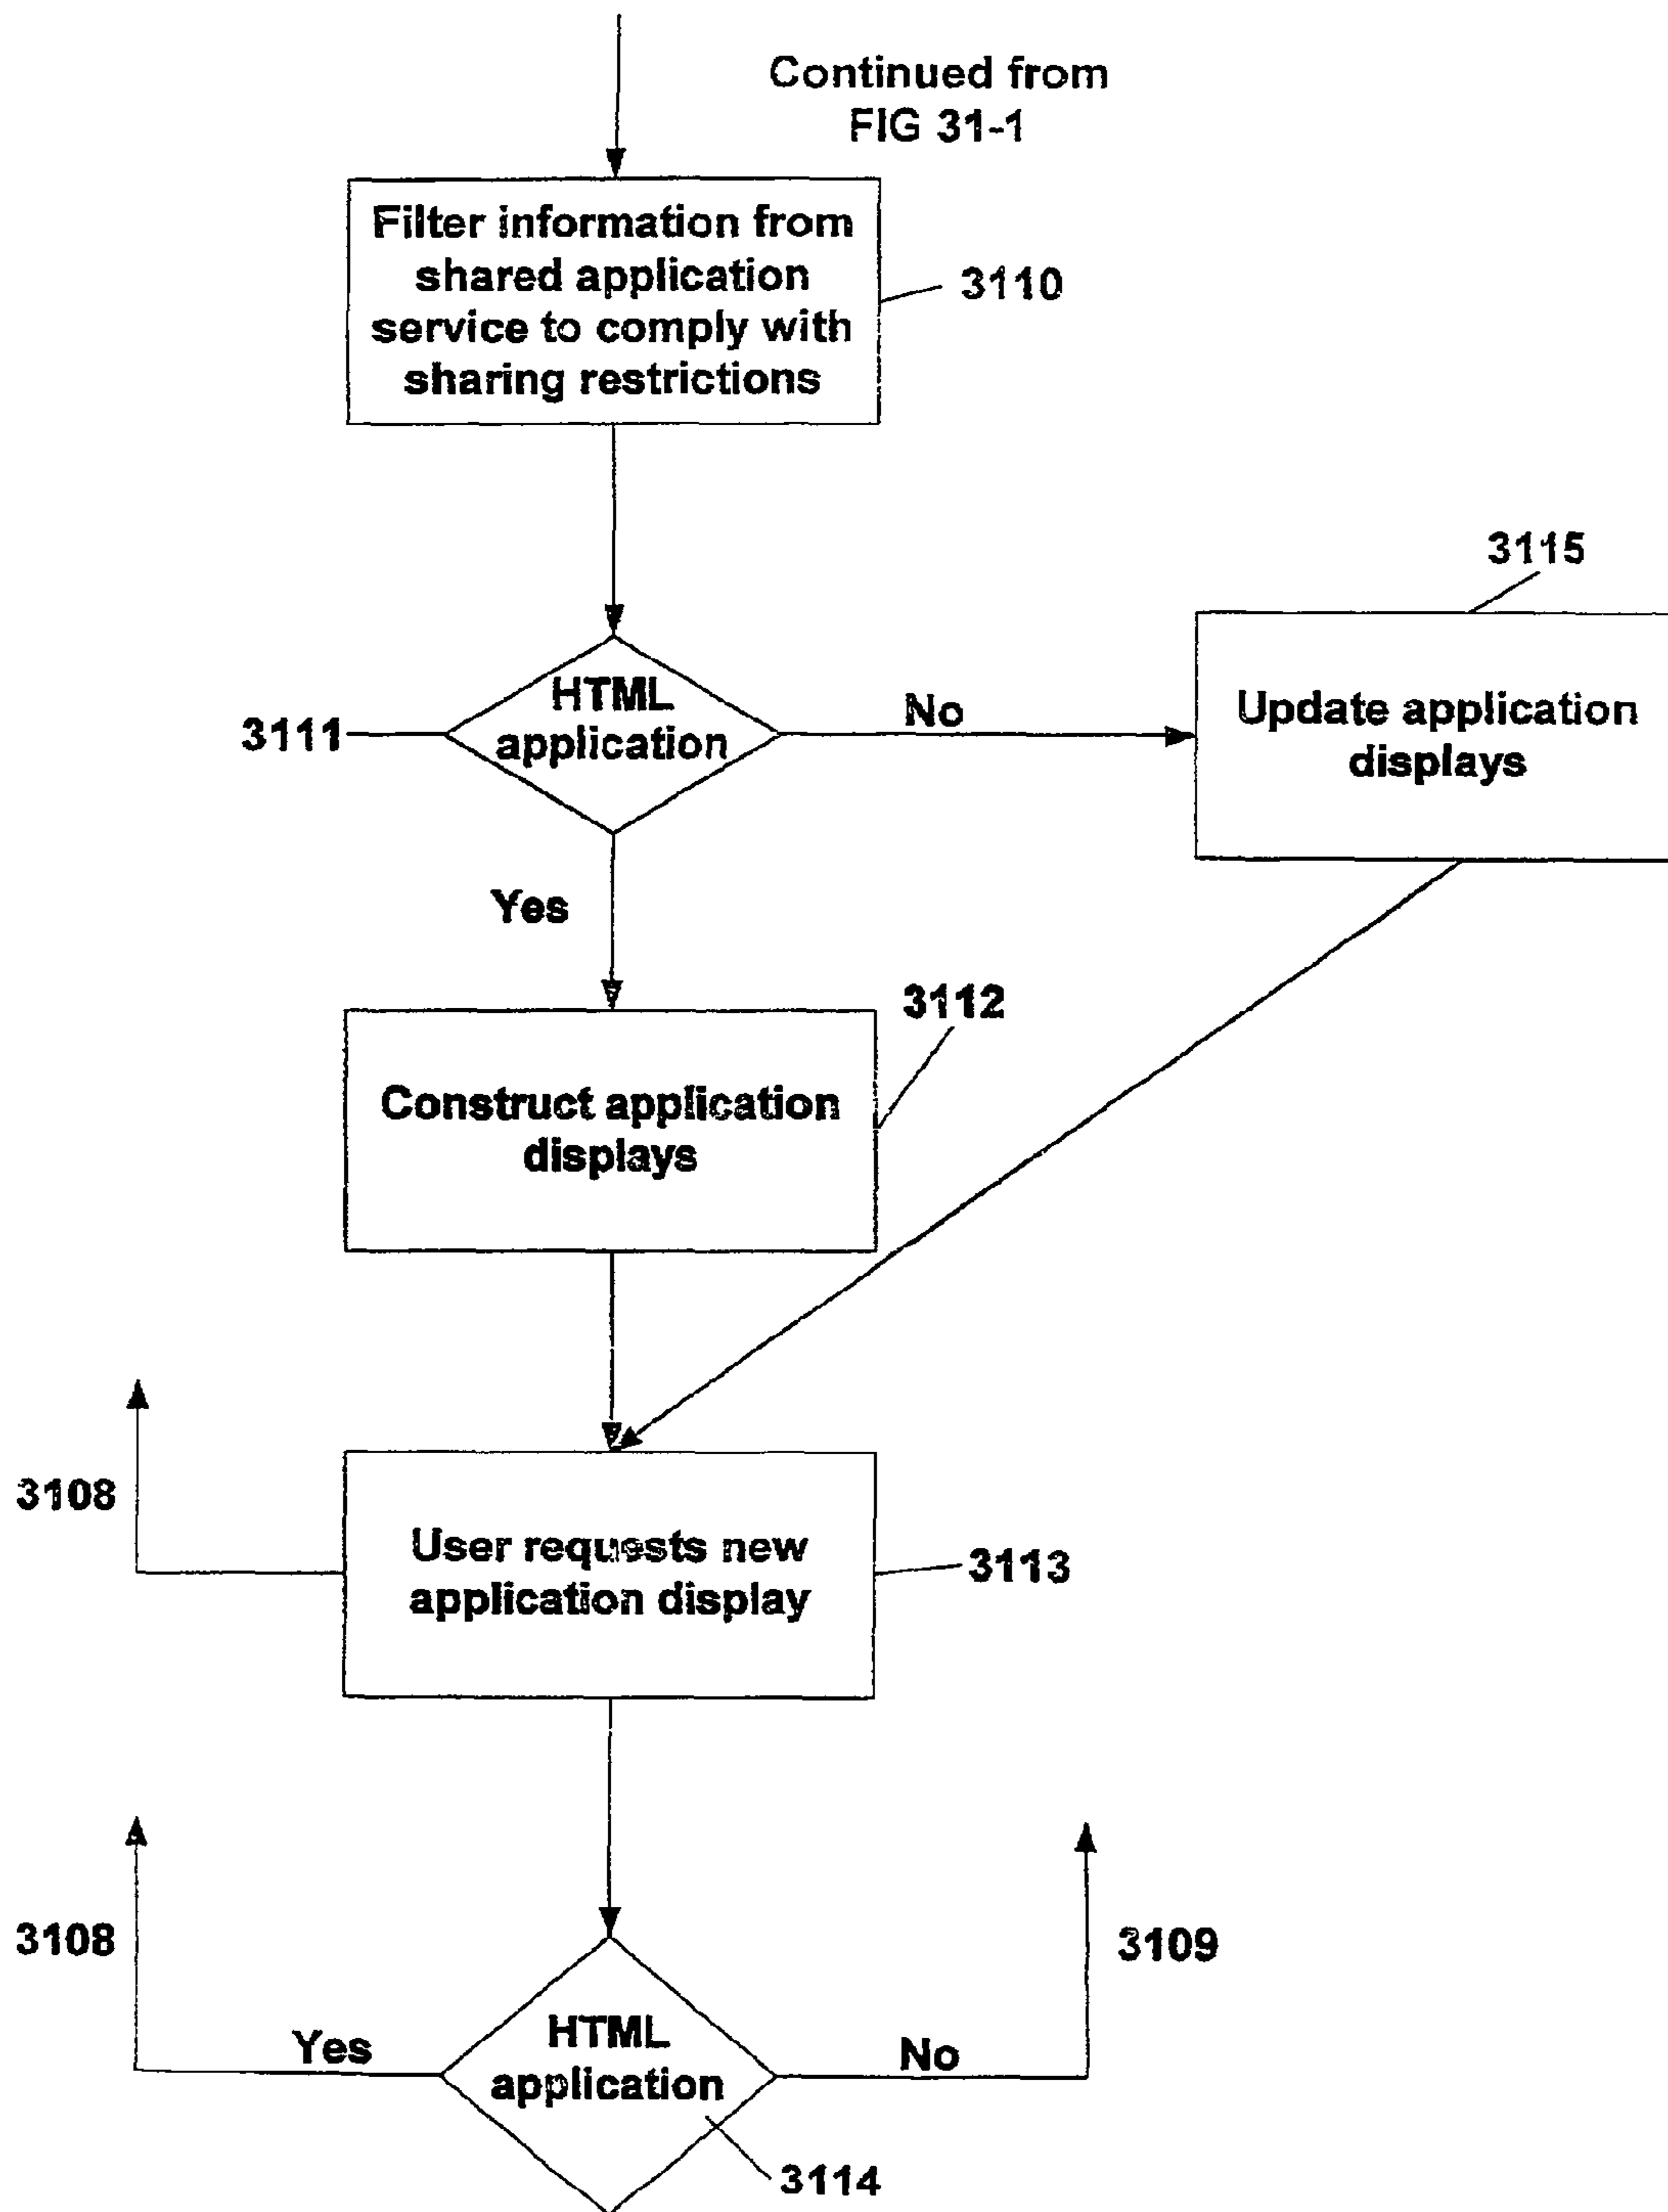 Continued from
FIG 31-1
Filter information from
shared application
service to comply with
sharing restrictions
3110
3115
HTML
application
3111
No
Update application
displays
Yes
3112
Construct application
displays
3108
User requests new
application display
3113
3108
3109
Yes
HTML
application
No
3114